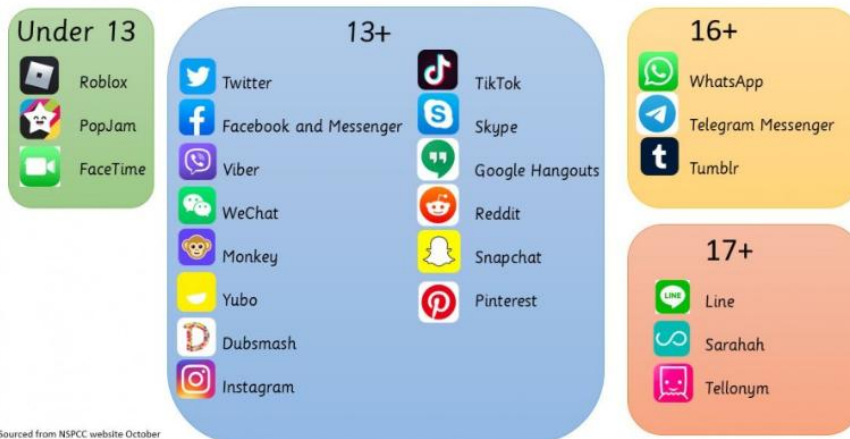 Under 13
Roblox
PopJam
FaceTime
13+
Twitter
Facebook and Messenger
Viber
WeChat
Monkey
Yubo
Dubsmash
Instagram
TikTok
Skype
Google Hangouts
Reddit
Snapchat
Pinterest
16+
WhatsApp
Telegram Messenger
Tumblr
17+
LINE
Line
Sarahah
Tellonym
Sourced from NSPCC website October